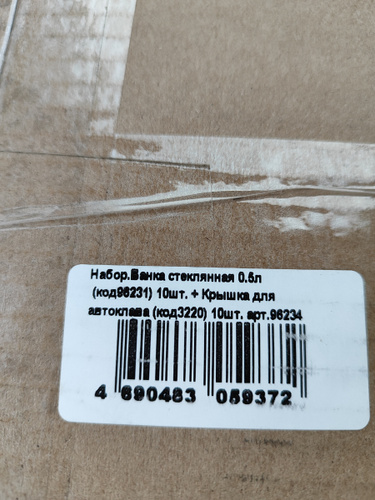 Набор.Банка стеклянная 0.5л
(код96231) 10шт. + Крышка для
автоклава (код3220) 10шт. арт.96234
4 690483 059372